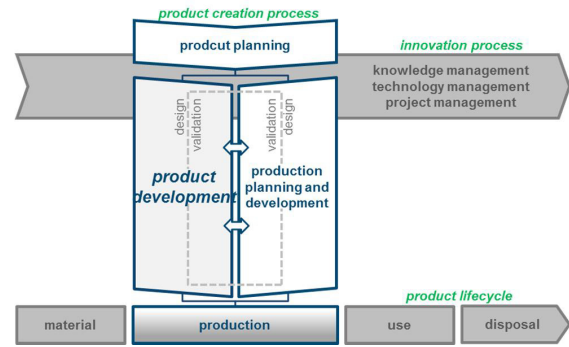 product creation process
prodcut planning
innovation process
knowledge management
technology management
project management
design
validation
validation
design
product
development
production
planning and
development
product lifecycle
material
production
use
disposal